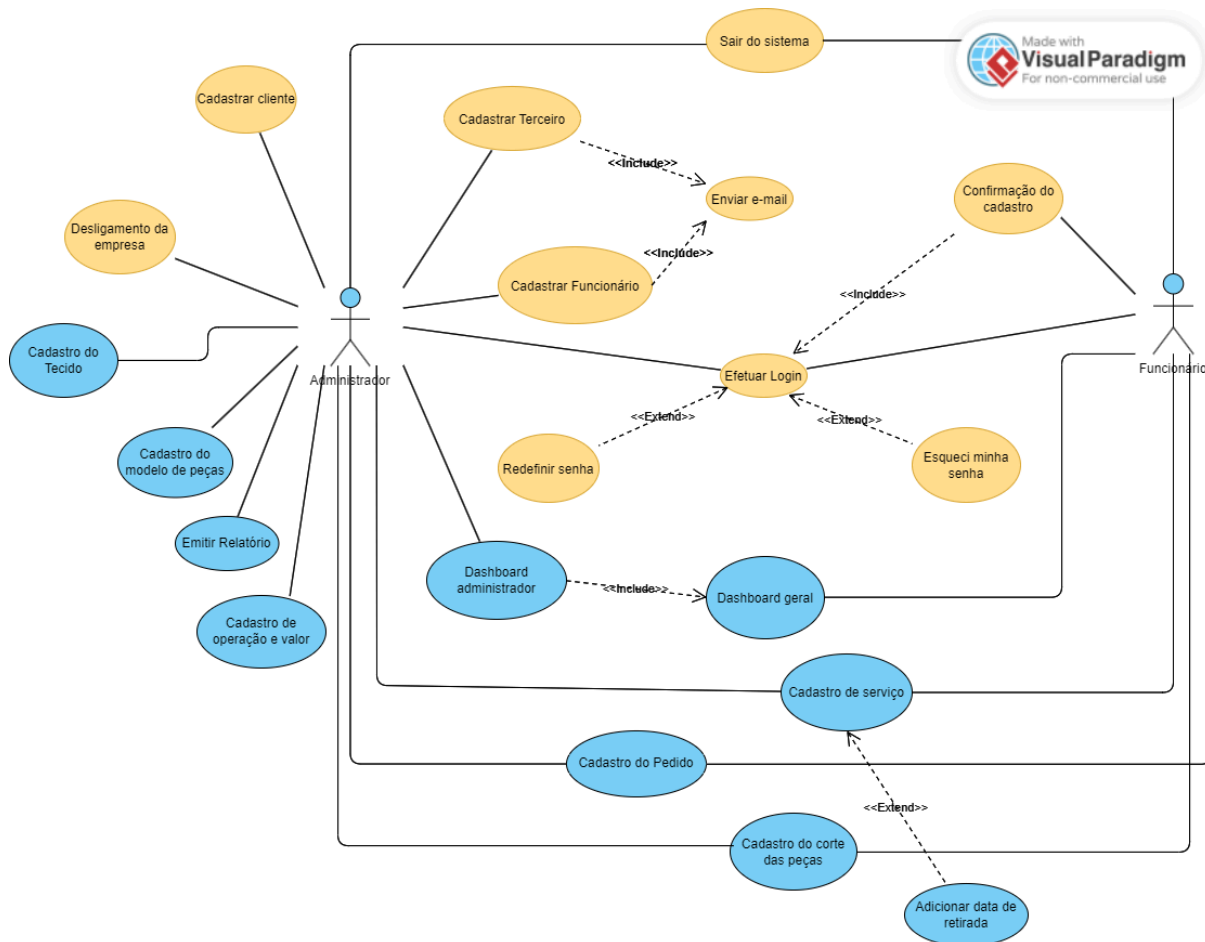 Sair do sistema
Made with
VisualParadigm
For non-commercial use
Cadastrar cliente
Cadastrar Terceiro
<<Include>>
Enviar e-mail
Confirmação do
cadastro
Desligamento da
empresa
<<Include>>
Cadastrar Funcionário
<<Include>>
Cadastro do
Tecido
Administrador
Efetuar Login
Funcionário
<<Extend>>
<<Extend>>
Cadastro do
modelo de peças
Redefinir senha
Esqueci minha
senha
Emitir Relatório
Dashboard
administrador
<<Include>>
Dashboard geral
Cadastro de
operação e valor
Cadastro de serviço
Cadastro do Pedido
<<Extend>>
Cadastro do corte
das peças
Adicionar data de
retirada